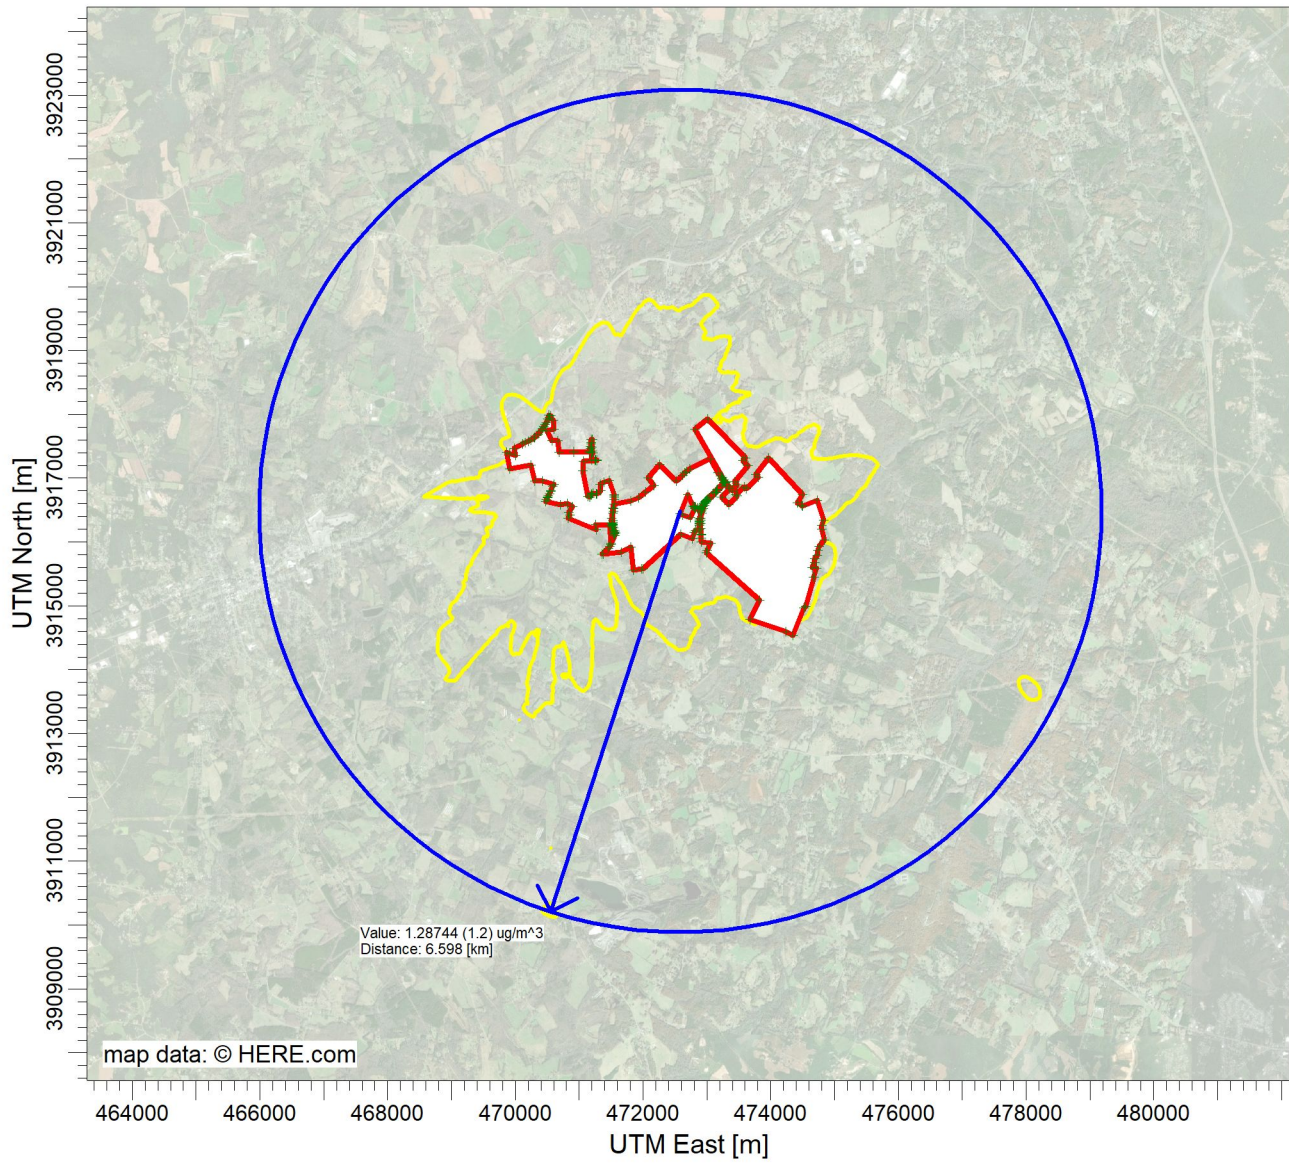 UTM North [m]
3923000
3921000
3919000
3917000
3915000
3913000
3911000
3909000
Value: 1.28744 (1.2) ug/m^3
Distance: 6.598 [km]
map data: © HERE.com
464000 466000 468000 470000 472000 474000 476000 478000 480000
UTM East [m]